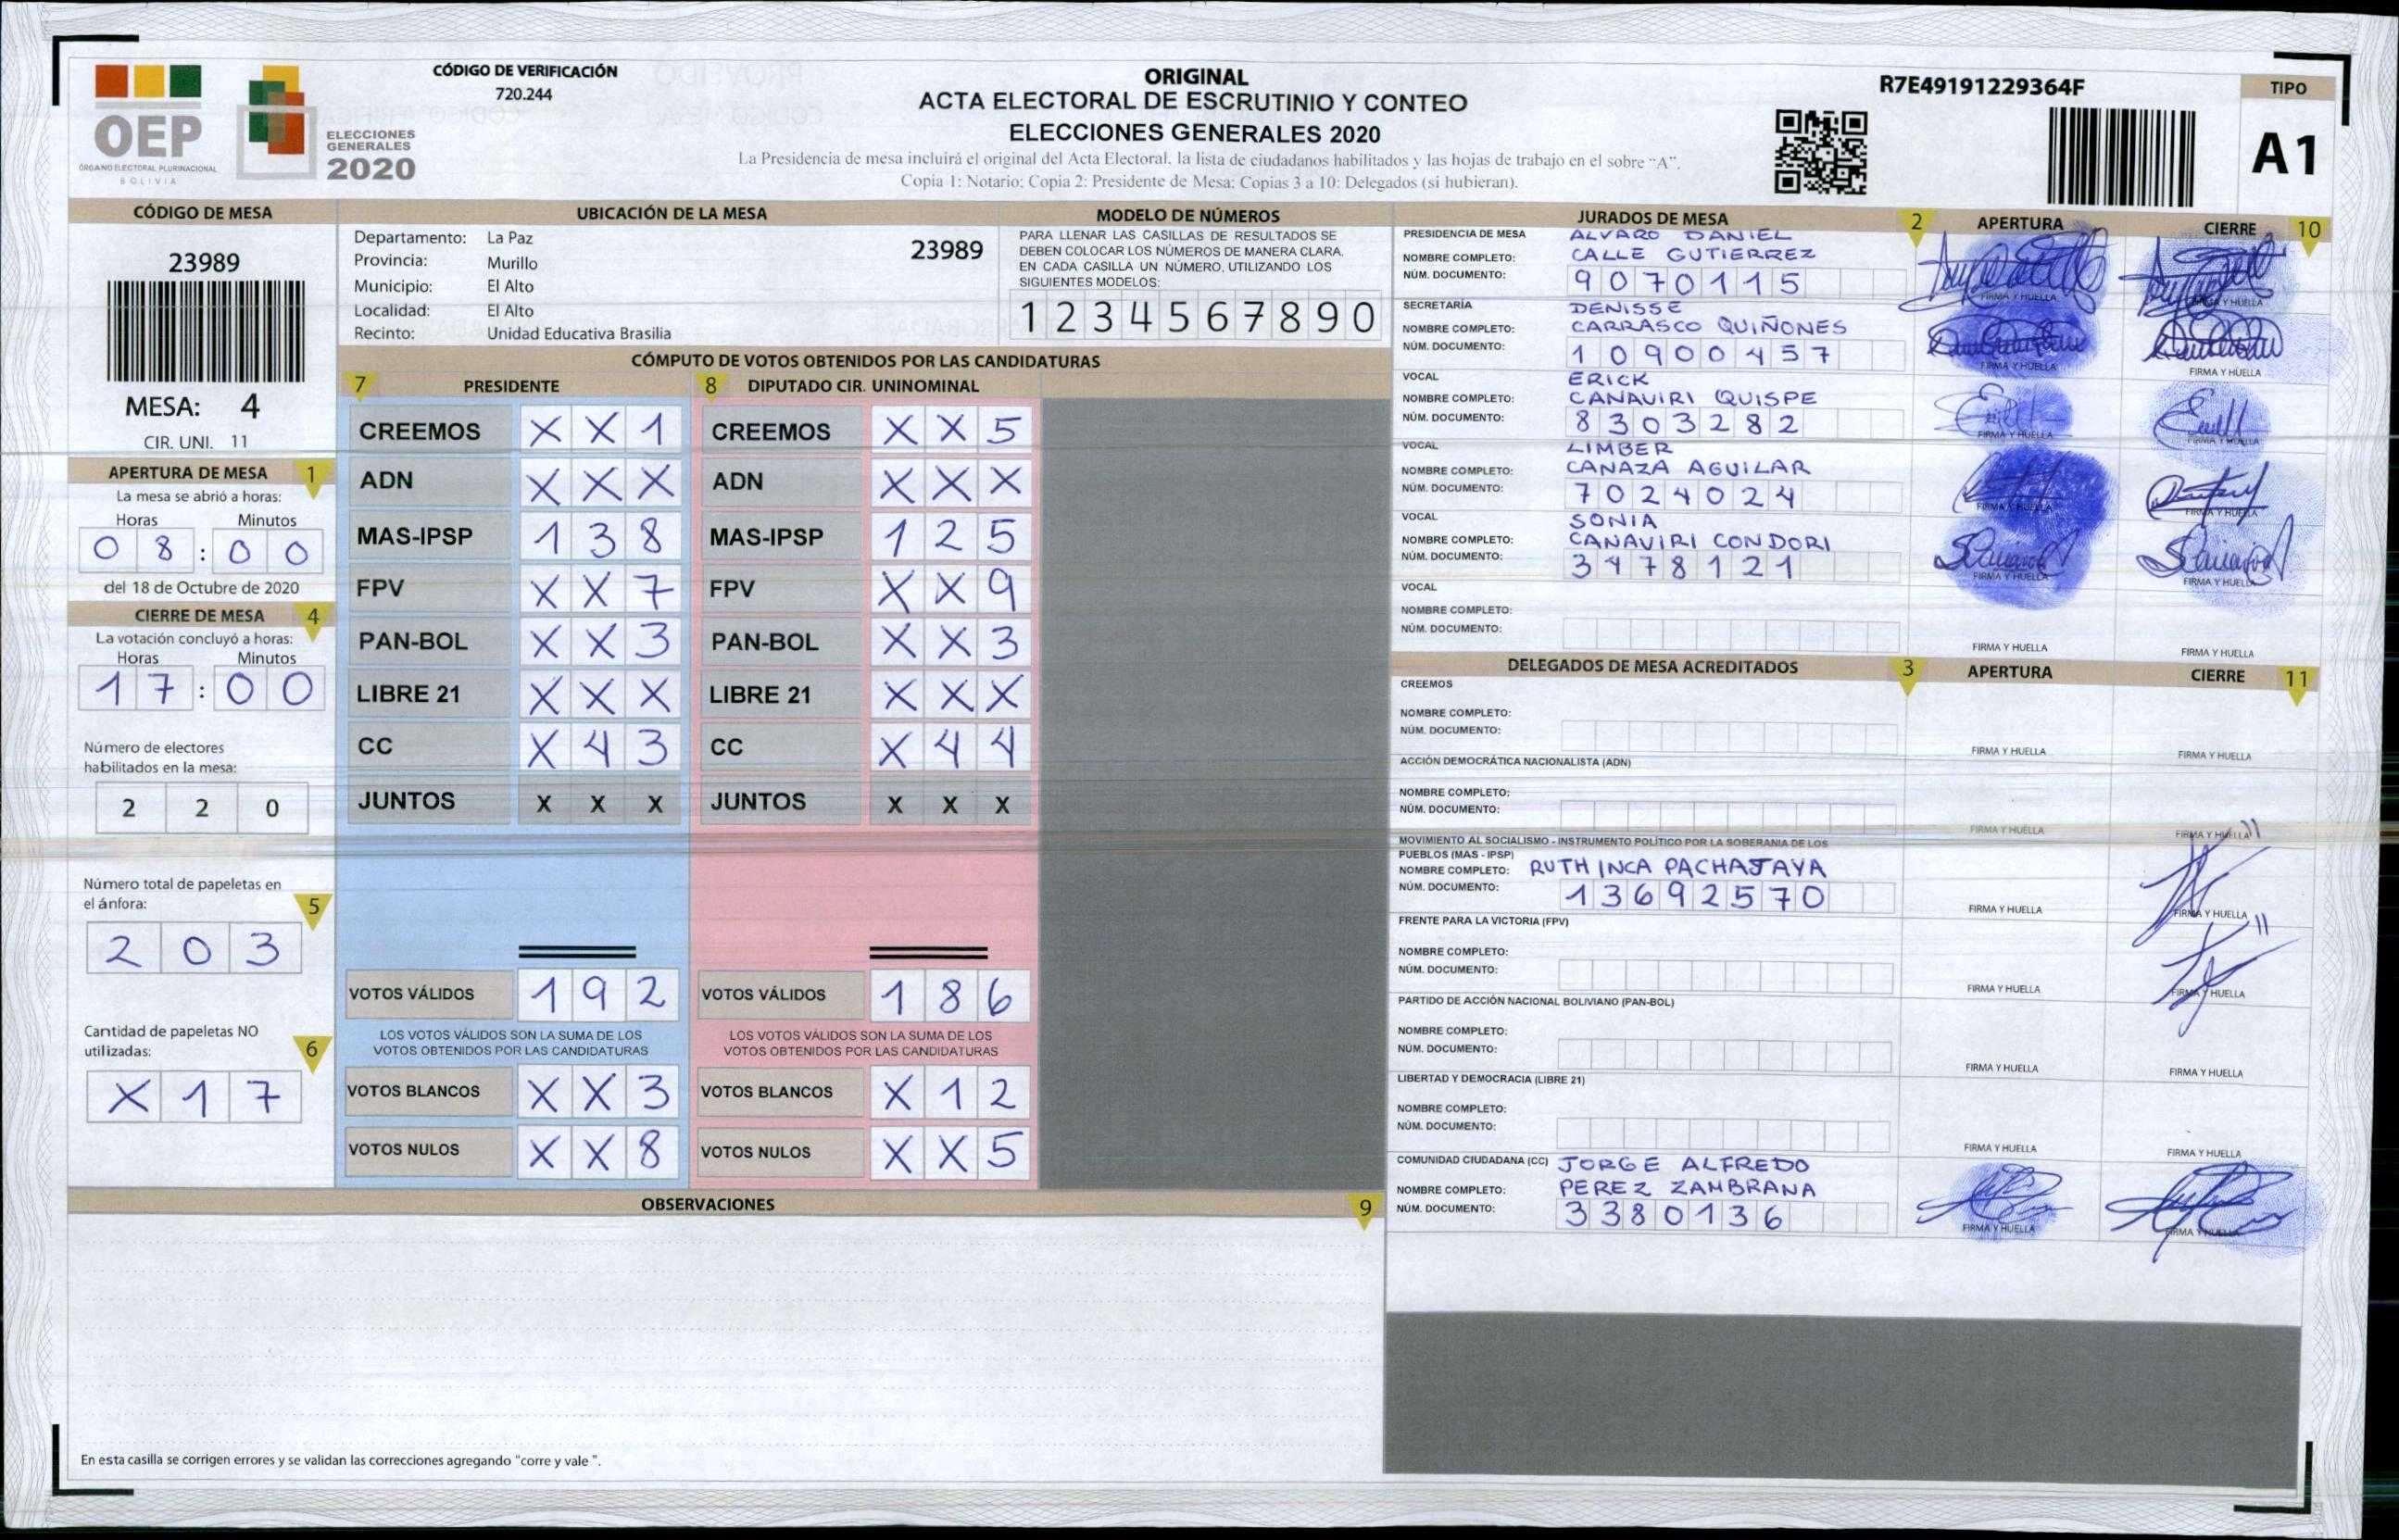 CÓDIGO DE VERIFICACIÓN
720.244
OEP
ÓRGANO ELECTORAL PLURINACIONAL
BOLIVIA
ELECCIONES
GENERALES
2020
ORIGINAL
ACTA ELECTORAL DE ESCRUTINIO Y CONTEO
ELECCIONES GENERALES 2020
La Presidencia de mesa incluirá el original del Acta Electoral, la lista de ciudadanos habilitados y las hojas de trabajo en el sobre "A".
Copia 1: Notario; Copia 2: Presidente de Mesa; Copias 3 a 10: Delegados (si hubieran).
R7E49191229364F
TIPO
A1
CÓDIGO DE MESA
23989
MESA: 4
CIR. UNI. 11
APERTURA DE MESA 1
La mesa se abrió a horas:
Horas Minutos
08:00
del 18 de Octubre de 2020
CIERRE DE MESA 4
La votación concluyó a horas:
Horas Minutos
17:00
Número de electores
habilitados en la mesa:
2 2 0
Número total de papeletas en
el ánfora: 5
2 0 3
Cantidad de papeletas NO
utilizadas: 6
X 1 7
UBICACIÓN DE LA MESA
Departamento: La Paz 23989
Provincia: Murillo
Municipio: El Alto
Localidad: El Alto
Recinto: Unidad Educativa Brasilia
MODELO DE NÚMEROS
PARA LLENAR LAS CASILLAS DE RESULTADOS SE
DEBEN COLOCAR LOS NÚMEROS DE MANERA CLARA.
EN CADA CASILLA UN NÚMERO, UTILIZANDO LOS
SIGUIENTES MODELOS:
1 2 3 4 5 6 7 8 9 0
CÓMPUTO DE VOTOS OBTENIDOS POR LAS CANDIDATURAS
7 PRESIDENTE 8 DIPUTADO CIR. UNINOMINAL
CREEMOS X X 1 CREEMOS X X 5
ADN X X X ADN X X X
MAS-IPSP 1 3 8 MAS-IPSP 1 2 5
FPV X X 7 FPV X X 9
PAN-BOL X X 3 PAN-BOL X X 3
LIBRE 21 X X X LIBRE 21 X X X
CC X 4 3 CC X 4 4
JUNTOS X X X JUNTOS X X X
VOTOS VÁLIDOS 1 9 2 VOTOS VÁLIDOS 1 8 6
LOS VOTOS VÁLIDOS SON LA SUMA DE LOS LOS VOTOS VÁLIDOS SON LA SUMA DE LOS
VOTOS OBTENIDOS POR LAS CANDIDATURAS VOTOS OBTENIDOS POR LAS CANDIDATURAS
VOTOS BLANCOS X X 3 VOTOS BLANCOS X 1 2
VOTOS NULOS X X 8 VOTOS NULOS X X 5
OBSERVACIONES 9
En esta casilla se corrigen errores y se validan las correcciones agregando "corre y vale ".
JURADOS DE MESA 2 APERTURA CIERRE 10
PRESIDENCIA DE MESA ALVARO DANIEL
NOMBRE COMPLETO: CALLE GUTIERREZ
NÚM. DOCUMENTO: 9070115
FIRMA Y HUELLA FIRMA Y HUELLA
SECRETARÍA DENISSE
NOMBRE COMPLETO: CARRASCO QUIÑONES
NÚM. DOCUMENTO: 10900457
FIRMA Y HUELLA FIRMA Y HUELLA
VOCAL ERICK
NOMBRE COMPLETO: CANAVIRI QUISPE
NÚM. DOCUMENTO: 8303282
FIRMA Y HUELLA FIRMA Y HUELLA
VOCAL LIMBER
NOMBRE COMPLETO: CANAZA AGUILAR
NÚM. DOCUMENTO: 7024024
FIRMA Y HUELLA FIRMA Y HUELLA
VOCAL SONIA
NOMBRE COMPLETO: CANAVIRI CONDORI
NÚM. DOCUMENTO: 3478121
FIRMA Y HUELLA FIRMA Y HUELLA
VOCAL
NOMBRE COMPLETO:
NÚM. DOCUMENTO:
FIRMA Y HUELLA FIRMA Y HUELLA
DELEGADOS DE MESA ACREDITADOS 3 APERTURA CIERRE 11
CREEMOS
NOMBRE COMPLETO:
NÚM. DOCUMENTO:
FIRMA Y HUELLA FIRMA Y HUELLA
ACCIÓN DEMOCRÁTICA NACIONALISTA (ADN)
NOMBRE COMPLETO:
NÚM. DOCUMENTO:
FIRMA Y HUELLA FIRMA Y HUELLA
MOVIMIENTO AL SOCIALISMO - INSTRUMENTO POLÍTICO POR LA SOBERANIA DE LOS
PUEBLOS (MAS - IPSP)
NOMBRE COMPLETO: RUTH INCA PACHAJAYA
NÚM. DOCUMENTO: 13692570
FIRMA Y HUELLA FIRMA Y HUELLA
FRENTE PARA LA VICTORIA (FPV)
NOMBRE COMPLETO:
NÚM. DOCUMENTO:
FIRMA Y HUELLA FIRMA Y HUELLA
PARTIDO DE ACCIÓN NACIONAL BOLIVIANO (PAN-BOL)
NOMBRE COMPLETO:
NÚM. DOCUMENTO:
FIRMA Y HUELLA FIRMA Y HUELLA
LIBERTAD Y DEMOCRACIA (LIBRE 21)
NOMBRE COMPLETO:
NÚM. DOCUMENTO:
FIRMA Y HUELLA FIRMA Y HUELLA
COMUNIDAD CIUDADANA (CC) JORGE ALFREDO
NOMBRE COMPLETO: PEREZ ZAMBRANA
NÚM. DOCUMENTO: 3380136
FIRMA Y HUELLA FIRMA Y HUELLA